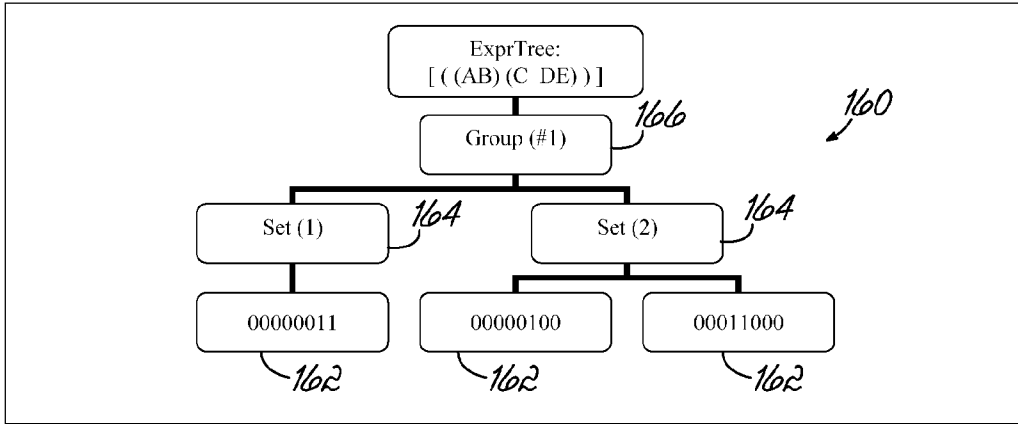 ExprTree:
[ ( (AB) (C DE) ) ]
166
160
Group (#1)
164
164
Set (1)
Set (2)
00000011
00000100
00011000
162
162
162